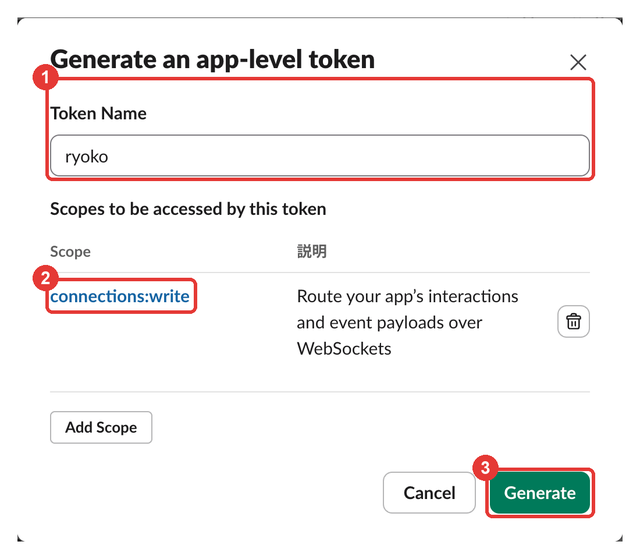 Generate an app-level token
1
Token Name
ryoko
Scopes to be accessed by this token
Scope 説明
2
connections:write
Route your app's interactions
and event payloads over
WebSockets
Add Scope
3
Cancel Generate